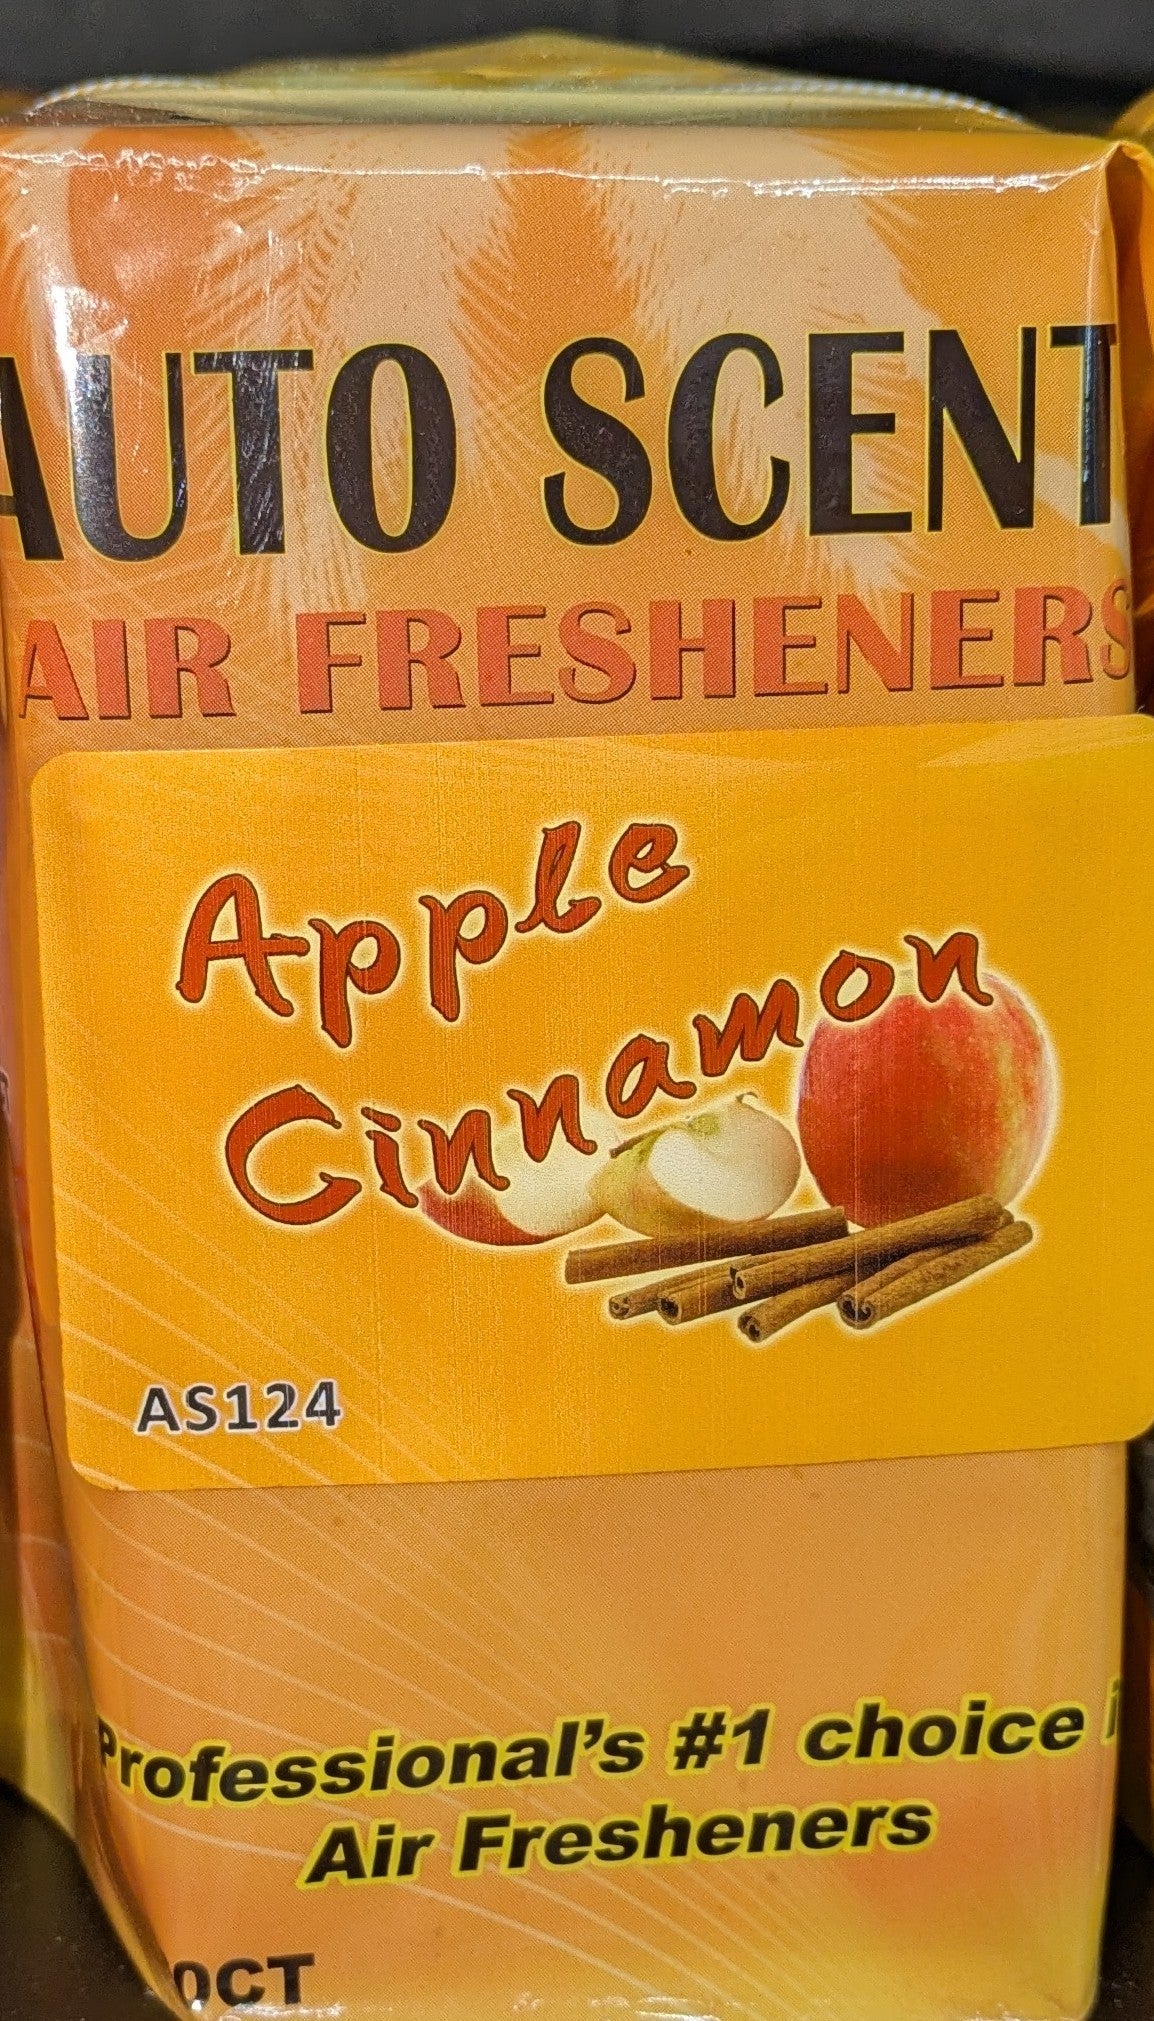 AUTO SCENT
AIR FRESHENERS
Apple
Cinnamon
AS124
Professional's #1 choice
Air Fresheners